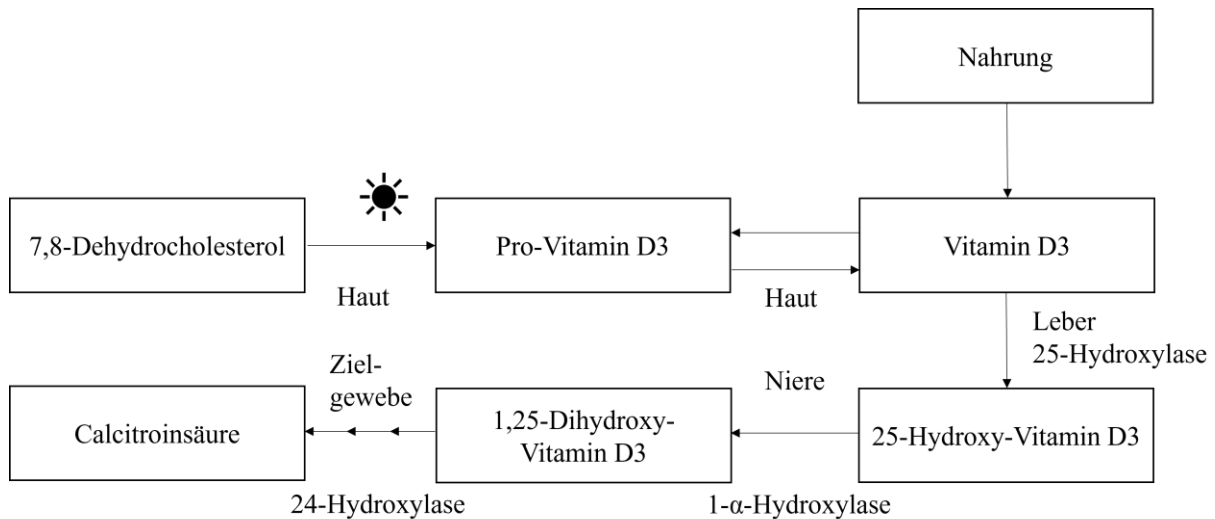 Nahrung
7,8-Dehydrocholesterol
Haut
Pro-Vitamin D3
Haut
Vitamin D3
Leber
25-Hydroxylase
25-Hydroxy-Vitamin D3
Niere
1-α-Hydroxylase
1,25-Dihydroxy-
Vitamin D3
Ziel-
gewebe
24-Hydroxylase
Calcitroinsäure